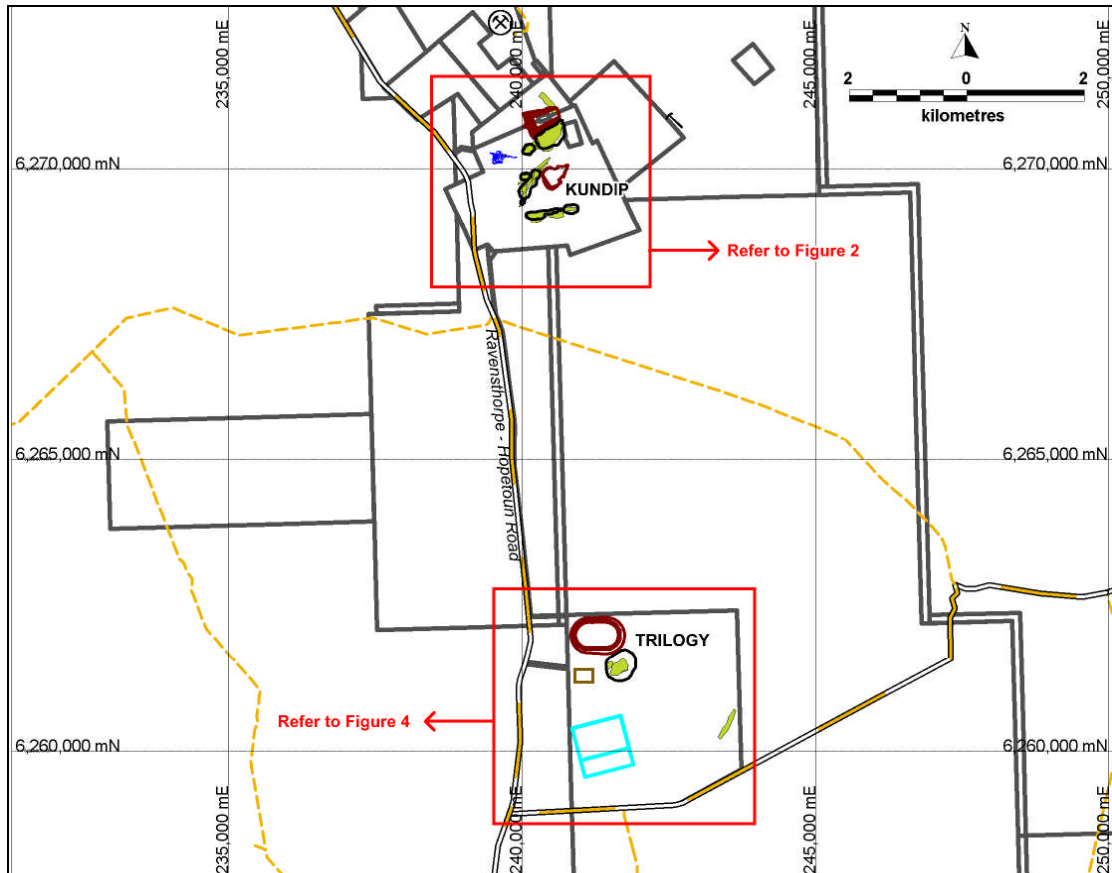 235,000 mE
240,000 mE
245,000 mE
250,000 mE
N
2 0 2
kilometres
6,270,000 mN
6,270,000 mN
KUNDIP
Refer to Figure 2
Ravensthorpe - Hopetoun Road
6,265,000 mN
6,265,000 mN
TRILOGY
Refer to Figure 4
6,260,000 mN
6,260,000 mN
235,000 mE
240,000 mE
245,000 mE
250,000 mE